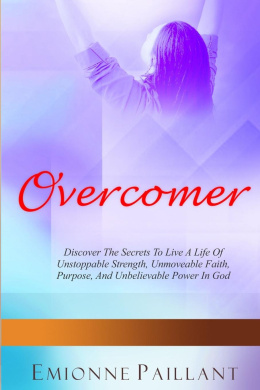 Overcomer
Discover The Secrets To Live A Life Of
Unstoppable Strength, Unmoveable Faith,
Purpose, And Unbelievable Power In God
EMIONNE PAILLANT